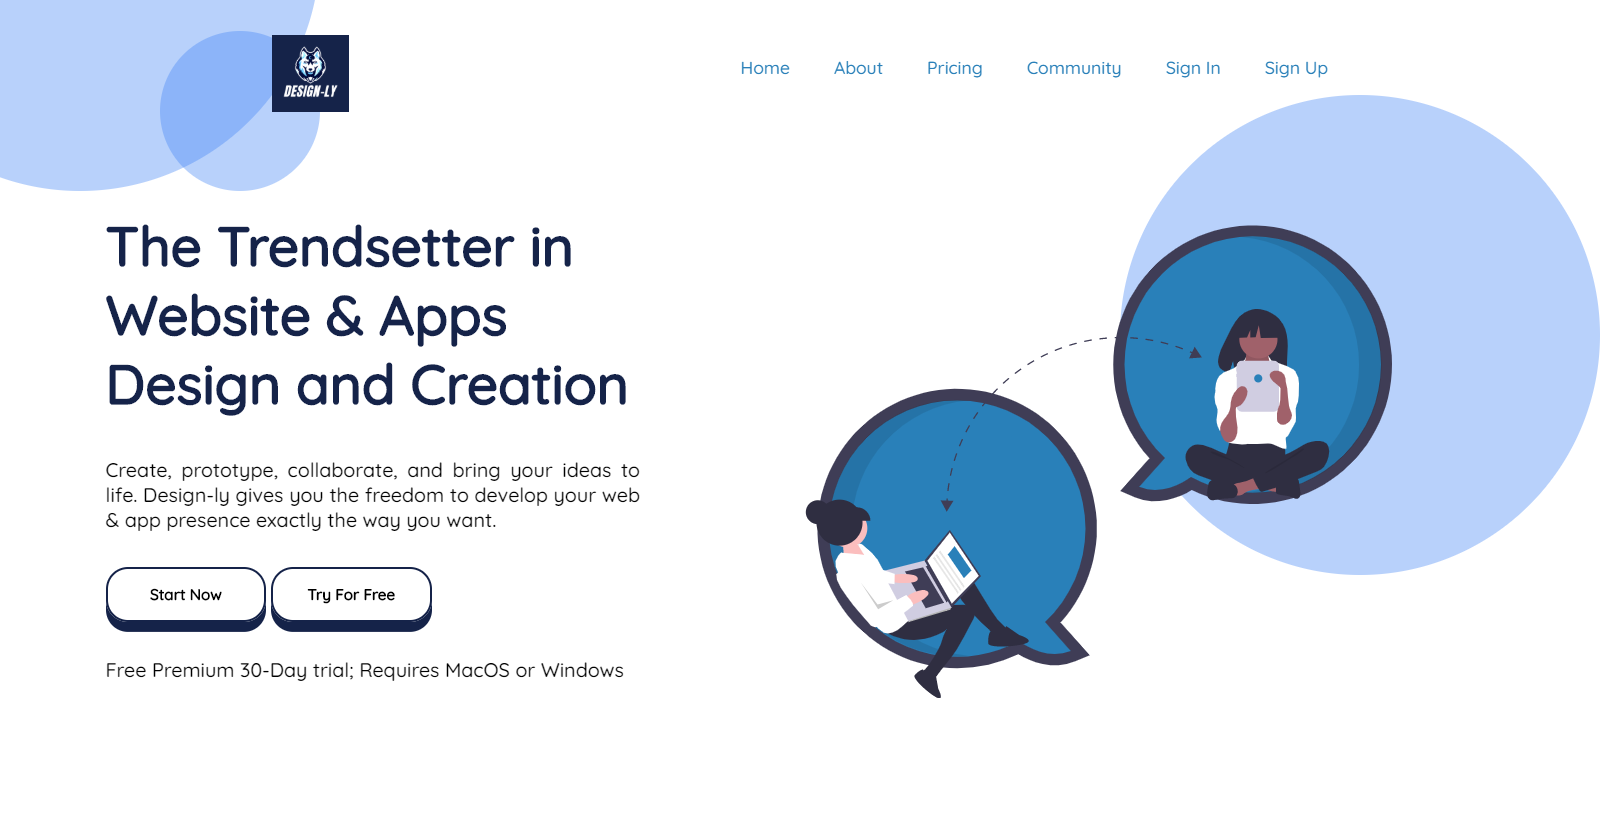 DESIGN-LY
Home About Pricing Community Sign In Sign Up
The Trendsetter in
Website & Apps
Design and Creation
Create, prototype, collaborate, and bring your ideas to
life. Design-ly gives you the freedom to develop your web
& app presence exactly the way you want.
Start Now Try For Free
Free Premium 30-Day trial; Requires MacOS or Windows